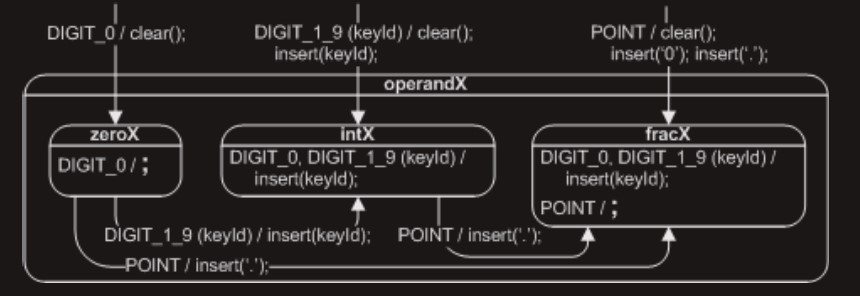 DIGIT_0 / clear();
DIGIT_1_9 (keyId) / clear();
insert(keyId);
POINT / clear();
insert('0'); insert('.');
operandX
zeroX
DIGIT_0 / ;
intX
DIGIT_0, DIGIT_1_9 (keyId) /
insert(keyId);
fracX
DIGIT_0, DIGIT_1_9 (keyId) /
insert(keyId);
POINT / ;
DIGIT_1_9 (keyId) / insert(keyId);
POINT / insert('.');
POINT / insert('.');